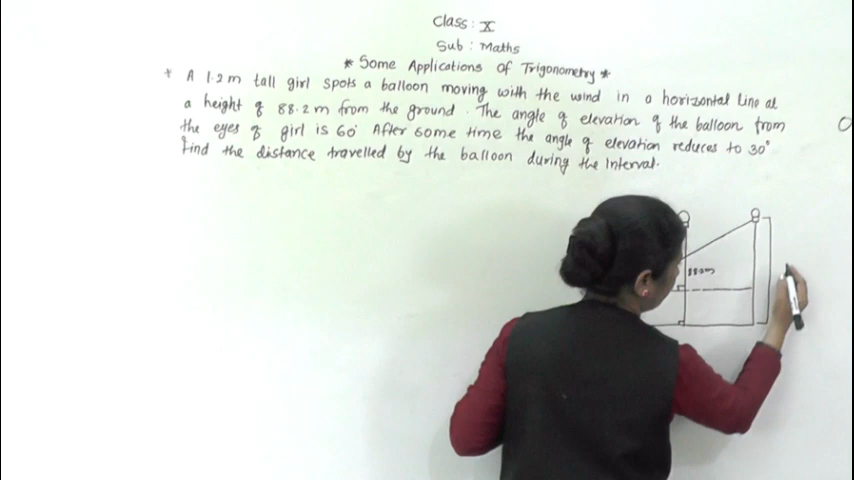 Class : X
Sub : Maths
* Some Applications Of Trigonometry *
* A 1.2 m tall girl spots a balloon moving with the wind in a horizontal line at
a height of 88.2 m from the ground. The angle of elevation of the balloon from
the eyes of girl is 60° After some time the angle of elevation reduces to 30°
find the distance travelled by the balloon during the Interval.